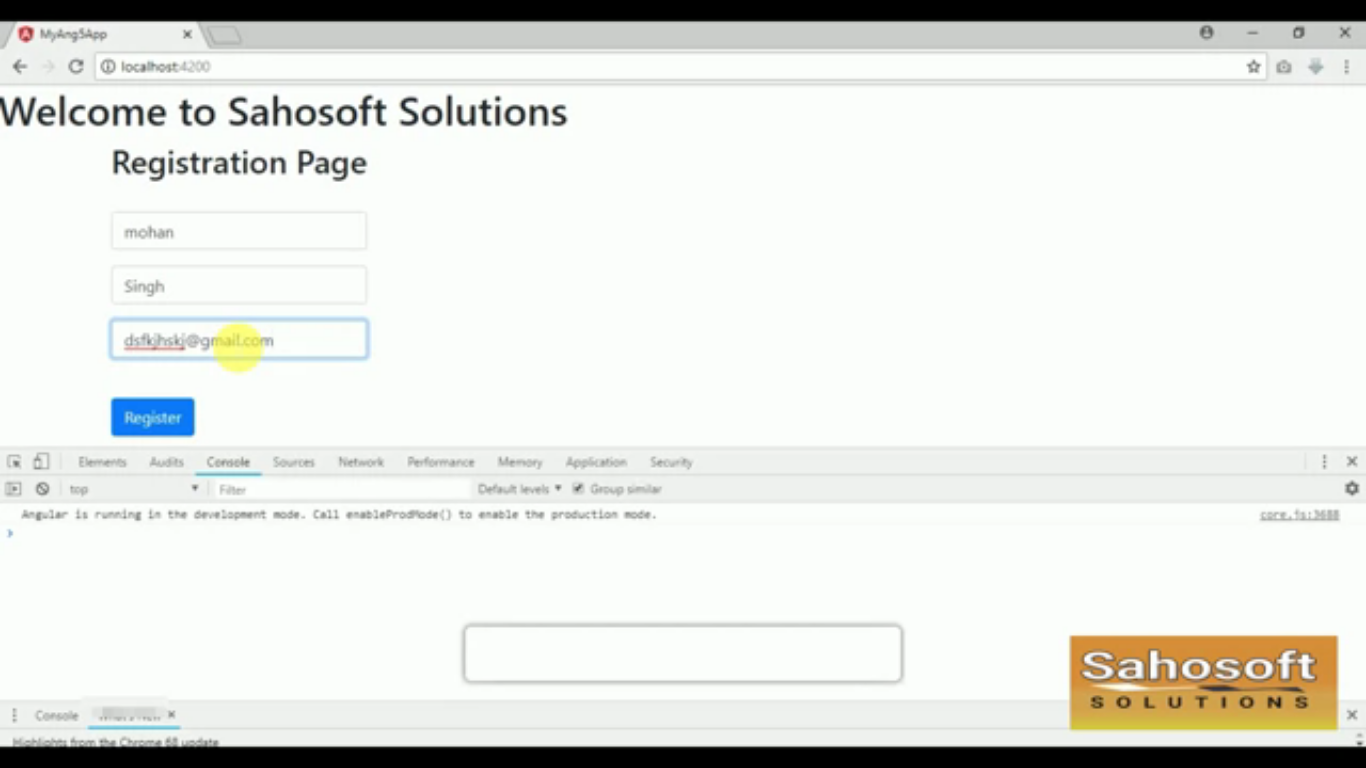 MyAng5App
localhost:4200
Welcome to Sahosoft Solutions
Registration Page
mohan
Singh
dsfkjhskj@gmail.com
Register
Elements Audits Console Sources Network Performance Memory Application Security
top Filter Default levels Group similar
Angular is running in the development mode. Call enableProdMode() to enable the production mode. core.js:3688
Sahosoft
SOLUTIONS
Console
Highlights from the Chrome 68 update